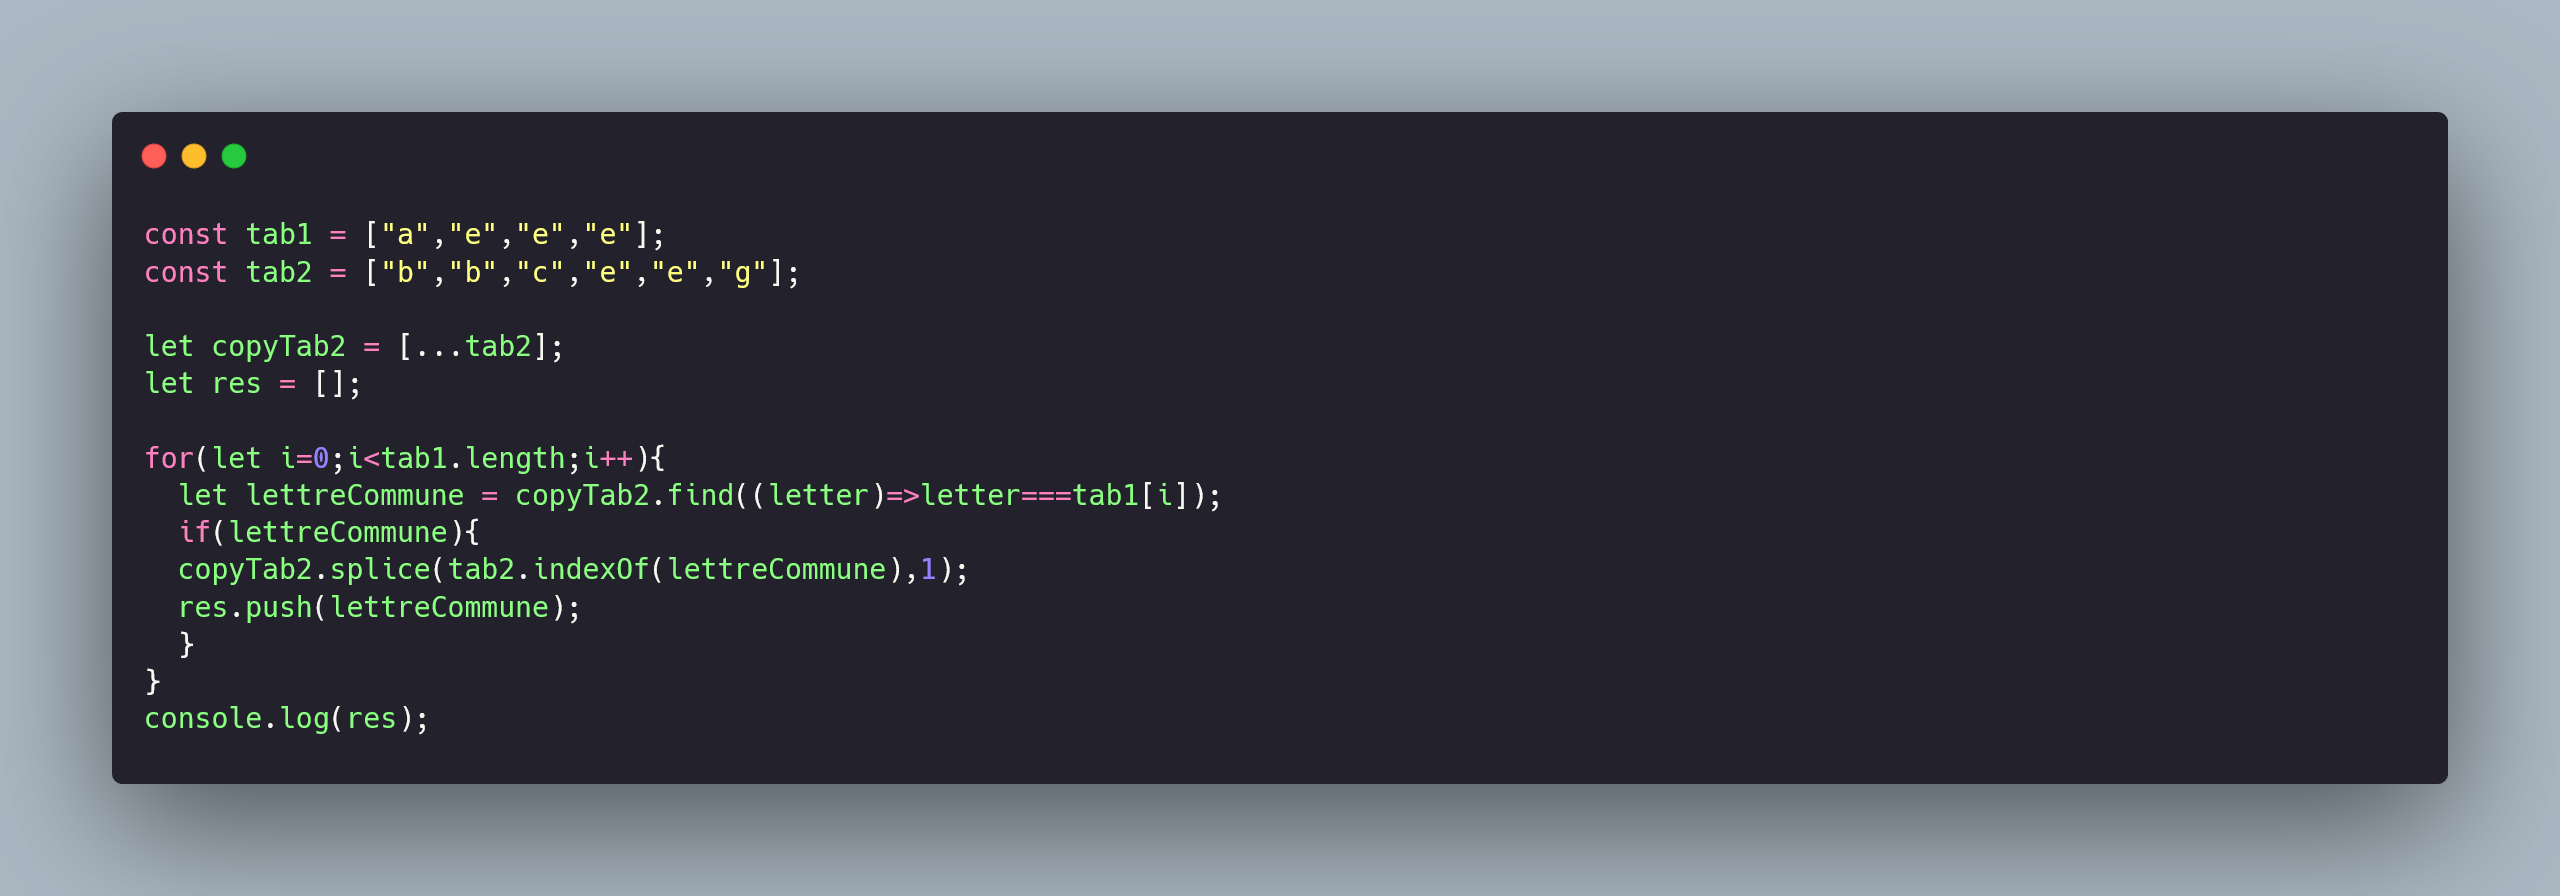 const tab1 = ["a","e","e","e"];
const tab2 = ["b","b","c","e","e","g"];
let copyTab2 = [...tab2];
let res = [];
for(let i=0;i<tab1.length;i++){
  let lettreCommune = copyTab2.find((letter)=>letter===tab1[i]);
  if(lettreCommune){
  copyTab2.splice(tab2.indexOf(lettreCommune),1);
  res.push(lettreCommune);
  }
}
console.log(res);